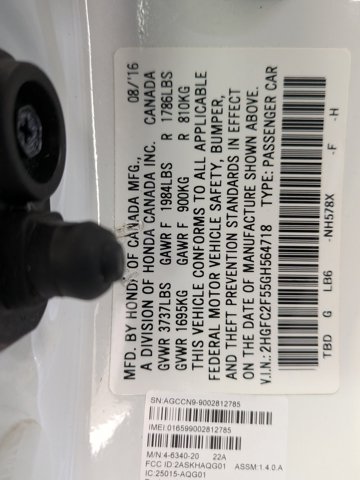 MFD. BY HONDA OF CANADA MFG., 08/'16
A DIVISION OF HONDA CANADA INC. CANADA
GVWR 3737LBS GAWR F 1984LBS R 1786LBS
GVWR 1695KG GAWR F 900KG R 810KG
THIS VEHICLE CONFORMS TO ALL APPLICABLE
FEDERAL MOTOR VEHICLE SAFETY, BUMPER,
AND THEFT PREVENTION STANDARDS IN EFFECT
ON THE DATE OF MANUFACTURE SHOWN ABOVE.
V.I.N.: 2HGFC2F55GH564718 TYPE: PASSENGER CAR
TBD G LB6 -NH578X -F -H
SN:AGCCN9-9002812785
IMEI:016599002812785
M/N:4-6340-20 22A
FCC ID:2ASKHAQG01 ASSM:1.4.0.A
IC:25015-AQG01